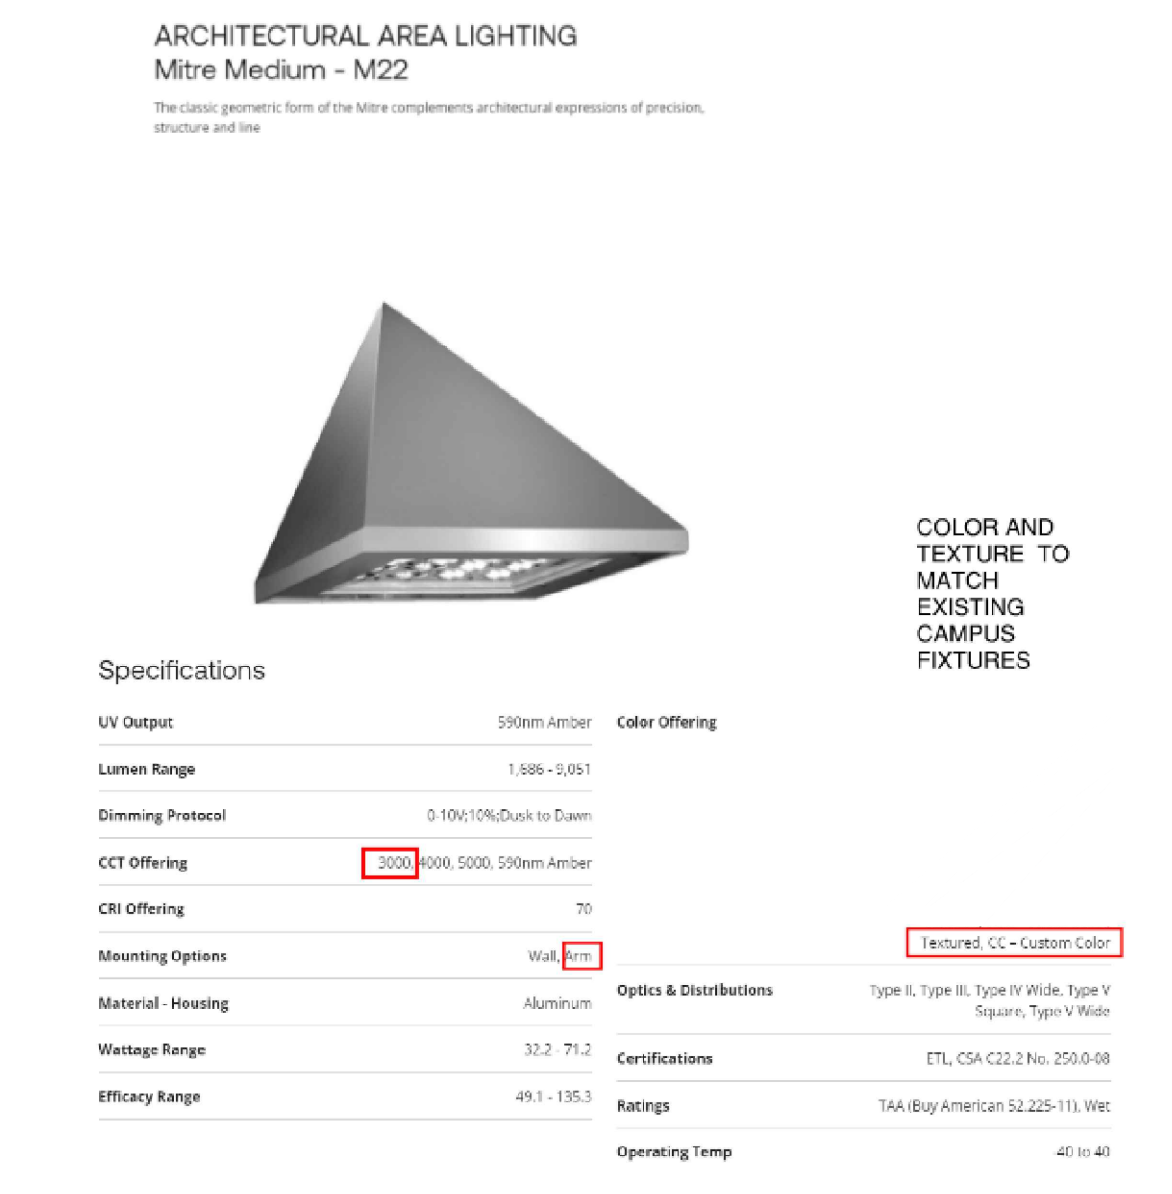 ARCHITECTURAL AREA LIGHTING
Mitre Medium - M22
The classic geometric form of the Mitre complements architectural expressions of precision,
structure and line
COLOR AND
TEXTURE TO
MATCH
EXISTING
CAMPUS
FIXTURES
Specifications
UV Output 590nm Amber
Lumen Range 1,686 - 9,051
Dimming Protocol 0-10V;10%;Dusk to Dawn
CCT Offering 3000, 4000, 5000, 590nm Amber
CRI Offering 70
Mounting Options Wall, Arm
Material - Housing Aluminum
Wattage Range 32.2 - 71.2
Efficacy Range 49.1 - 135.3
Color Offering
Textured, CC – Custom Color
Optics & Distributions Type II, Type III, Type IV Wide, Type V
Square, Type V Wide
Certifications ETL, CSA C22.2 No. 250.0-08
Ratings TAA (Buy American 52.225-11), Wet
Operating Temp -40 to 40